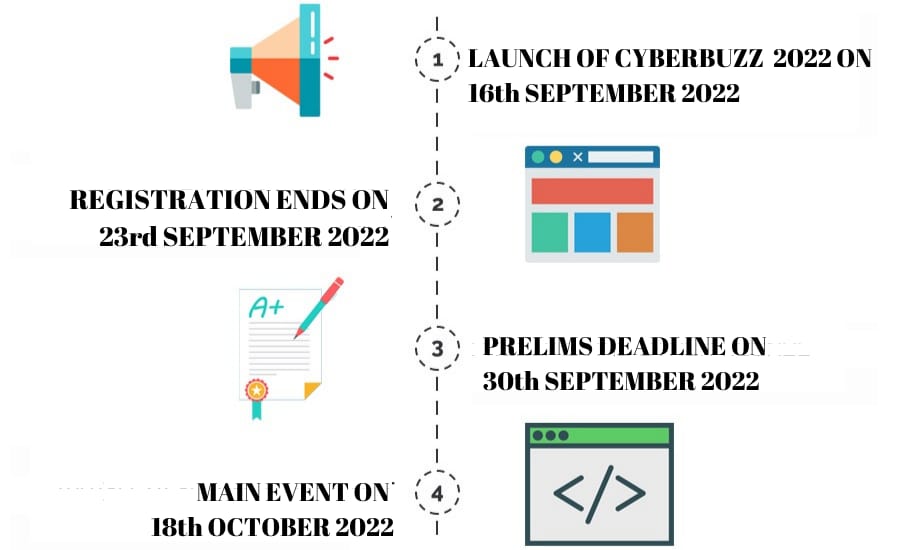 1
LAUNCH OF CYBERBUZZ 2022 ON
16th SEPTEMBER 2022
REGISTRATION ENDS ON
23rd SEPTEMBER 2022
2
A+
3
PRELIMS DEADLINE ON
30th SEPTEMBER 2022
MAIN EVENT ON
18th OCTOBER 2022
4
</>